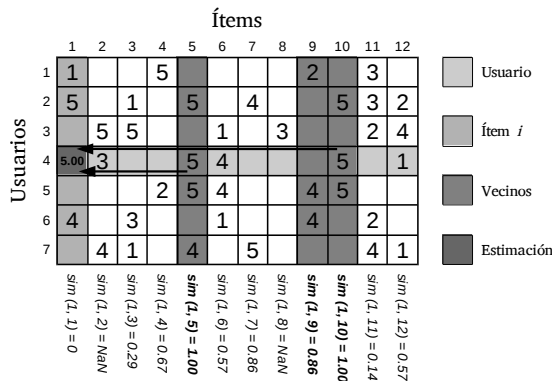 Ítems
1 2 3 4 5 6 7 8 9 10 11 12
Usuarios
1 1 5 2 3
2 5 1 5 4 5 3 2
3 5 5 1 3 2 4
4 5.00 3 5 4 5 1
5 2 5 4 4 5
6 4 3 1 4 2
7 4 1 4 5 4 1
sim (1, 1) = 0
sim (1, 2) = NaN
sim (1,3) = 0.29
sim (1, 4) = 0.67
sim (1, 5) = 1.00
sim (1, 6) = 0.57
sim (1, 7) = 0.86
sim (1, 8) = NaN
sim (1, 9) = 0.86
sim (1, 10) = 1.00
sim (1, 11) = 0.14
sim (1, 12) = 0.57
Usuario
Ítem i
Vecinos
Estimación